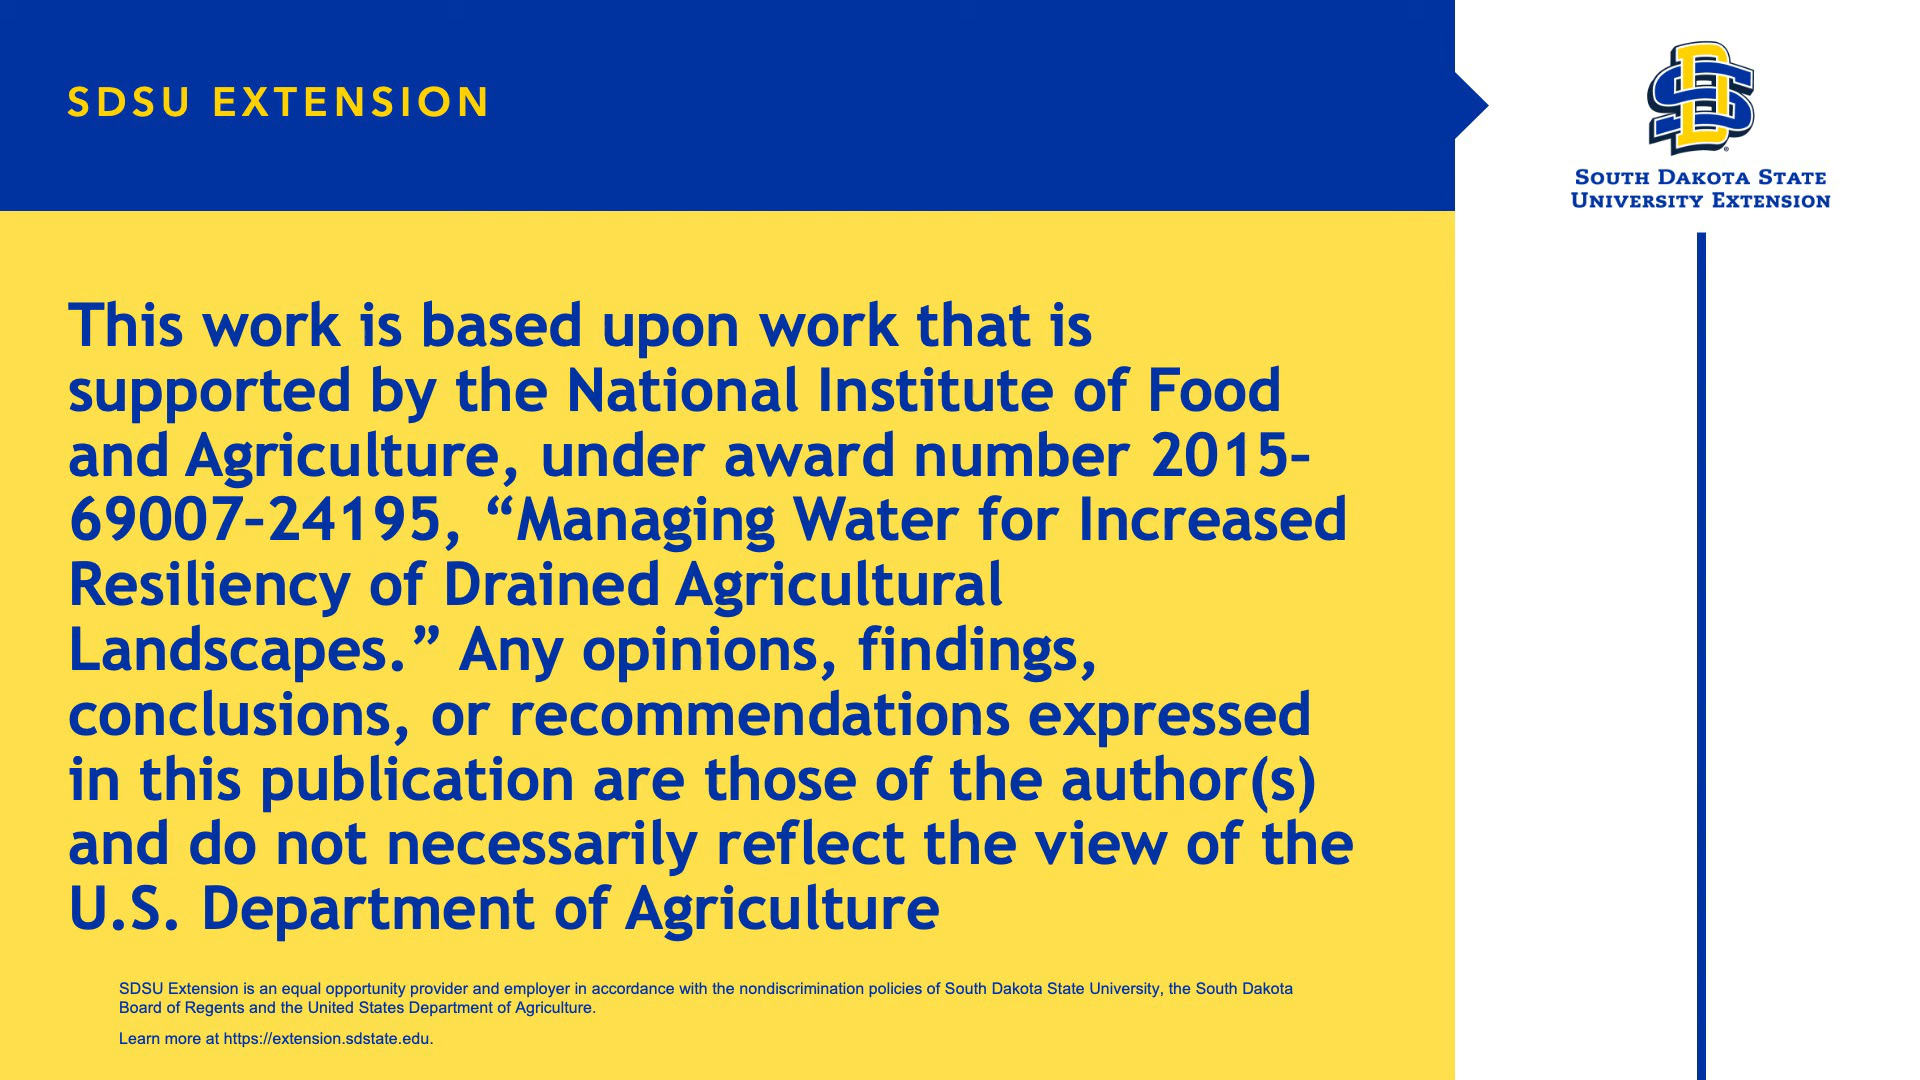 SDSU EXTENSION
SOUTH DAKOTA STATE
UNIVERSITY EXTENSION
This work is based upon work that is
supported by the National Institute of Food
and Agriculture, under award number 2015–
69007–24195, “Managing Water for Increased
Resiliency of Drained Agricultural
Landscapes.” Any opinions, findings,
conclusions, or recommendations expressed
in this publication are those of the author(s)
and do not necessarily reflect the view of the
U.S. Department of Agriculture
SDSU Extension is an equal opportunity provider and employer in accordance with the nondiscrimination policies of South Dakota State University, the South Dakota
Board of Regents and the United States Department of Agriculture.
Learn more at https://extension.sdstate.edu.